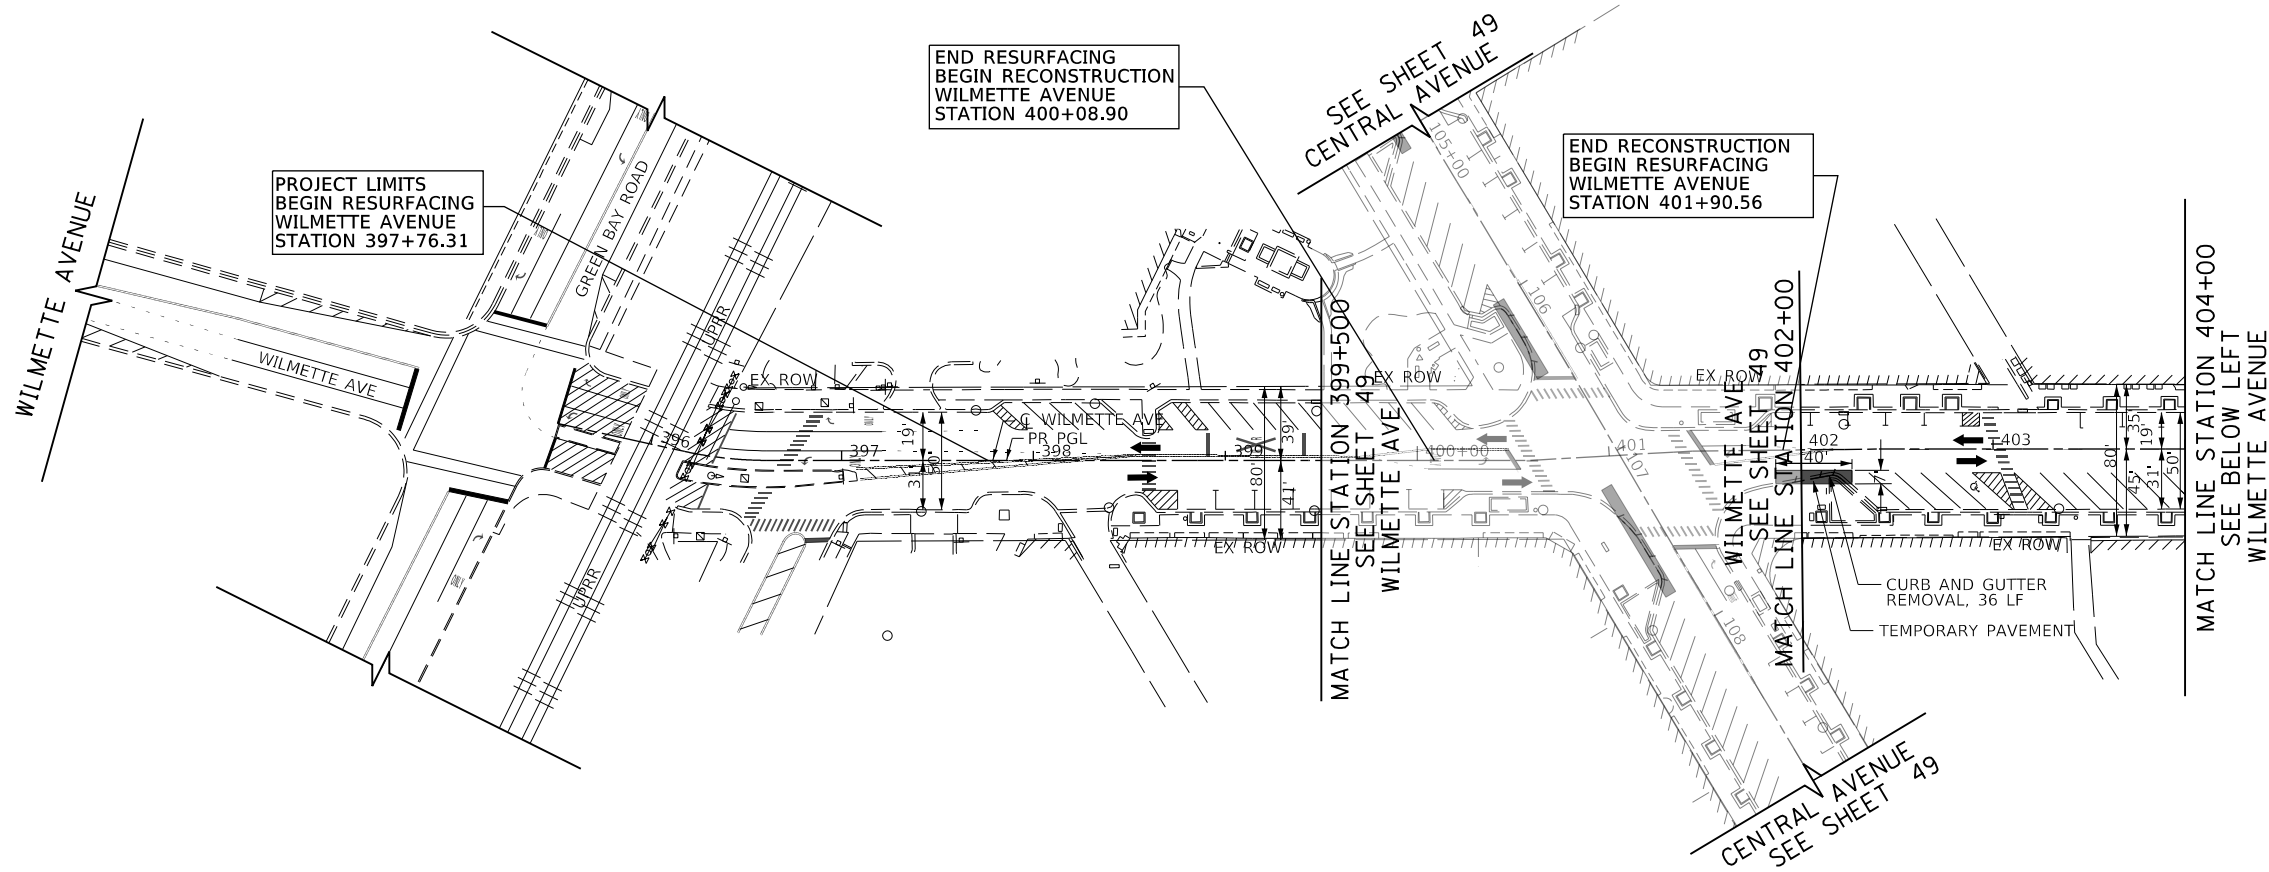 WILMETTE AVENUE
PROJECT LIMITS
BEGIN RESURFACING
WILMETTE AVENUE
STATION 397+76.31
WILMETTE AVE
GREEN BAY ROAD
UPRR
UPRR
396
EX ROW
397
19'
31'
50'
℄ WILMETTE AVE
PR PGL
398
399
80'
39'
41'
EX ROW
END RESURFACING
BEGIN RECONSTRUCTION
WILMETTE AVENUE
STATION 400+08.90
MATCH LINE STATION 399+500
SEE SHEET 49
WILMETTE AVE
SEE SHEET 49
CENTRAL AVENUE
105+00
106
107
108
EX ROW
400+00
401
END RECONSTRUCTION
BEGIN RESURFACING
WILMETTE AVENUE
STATION 401+90.56
EX ROW
WILMETTE AVE
SEE SHEET 49
MATCH LINE STATION 402+00
402
40'
403
CURB AND GUTTER
REMOVAL, 36 LF
TEMPORARY PAVEMENT
EX ROW
80'
35'
45'
19'
31'
50'
MATCH LINE STATION 404+00
SEE BELOW LEFT
WILMETTE AVENUE
CENTRAL AVENUE
SEE SHEET 49